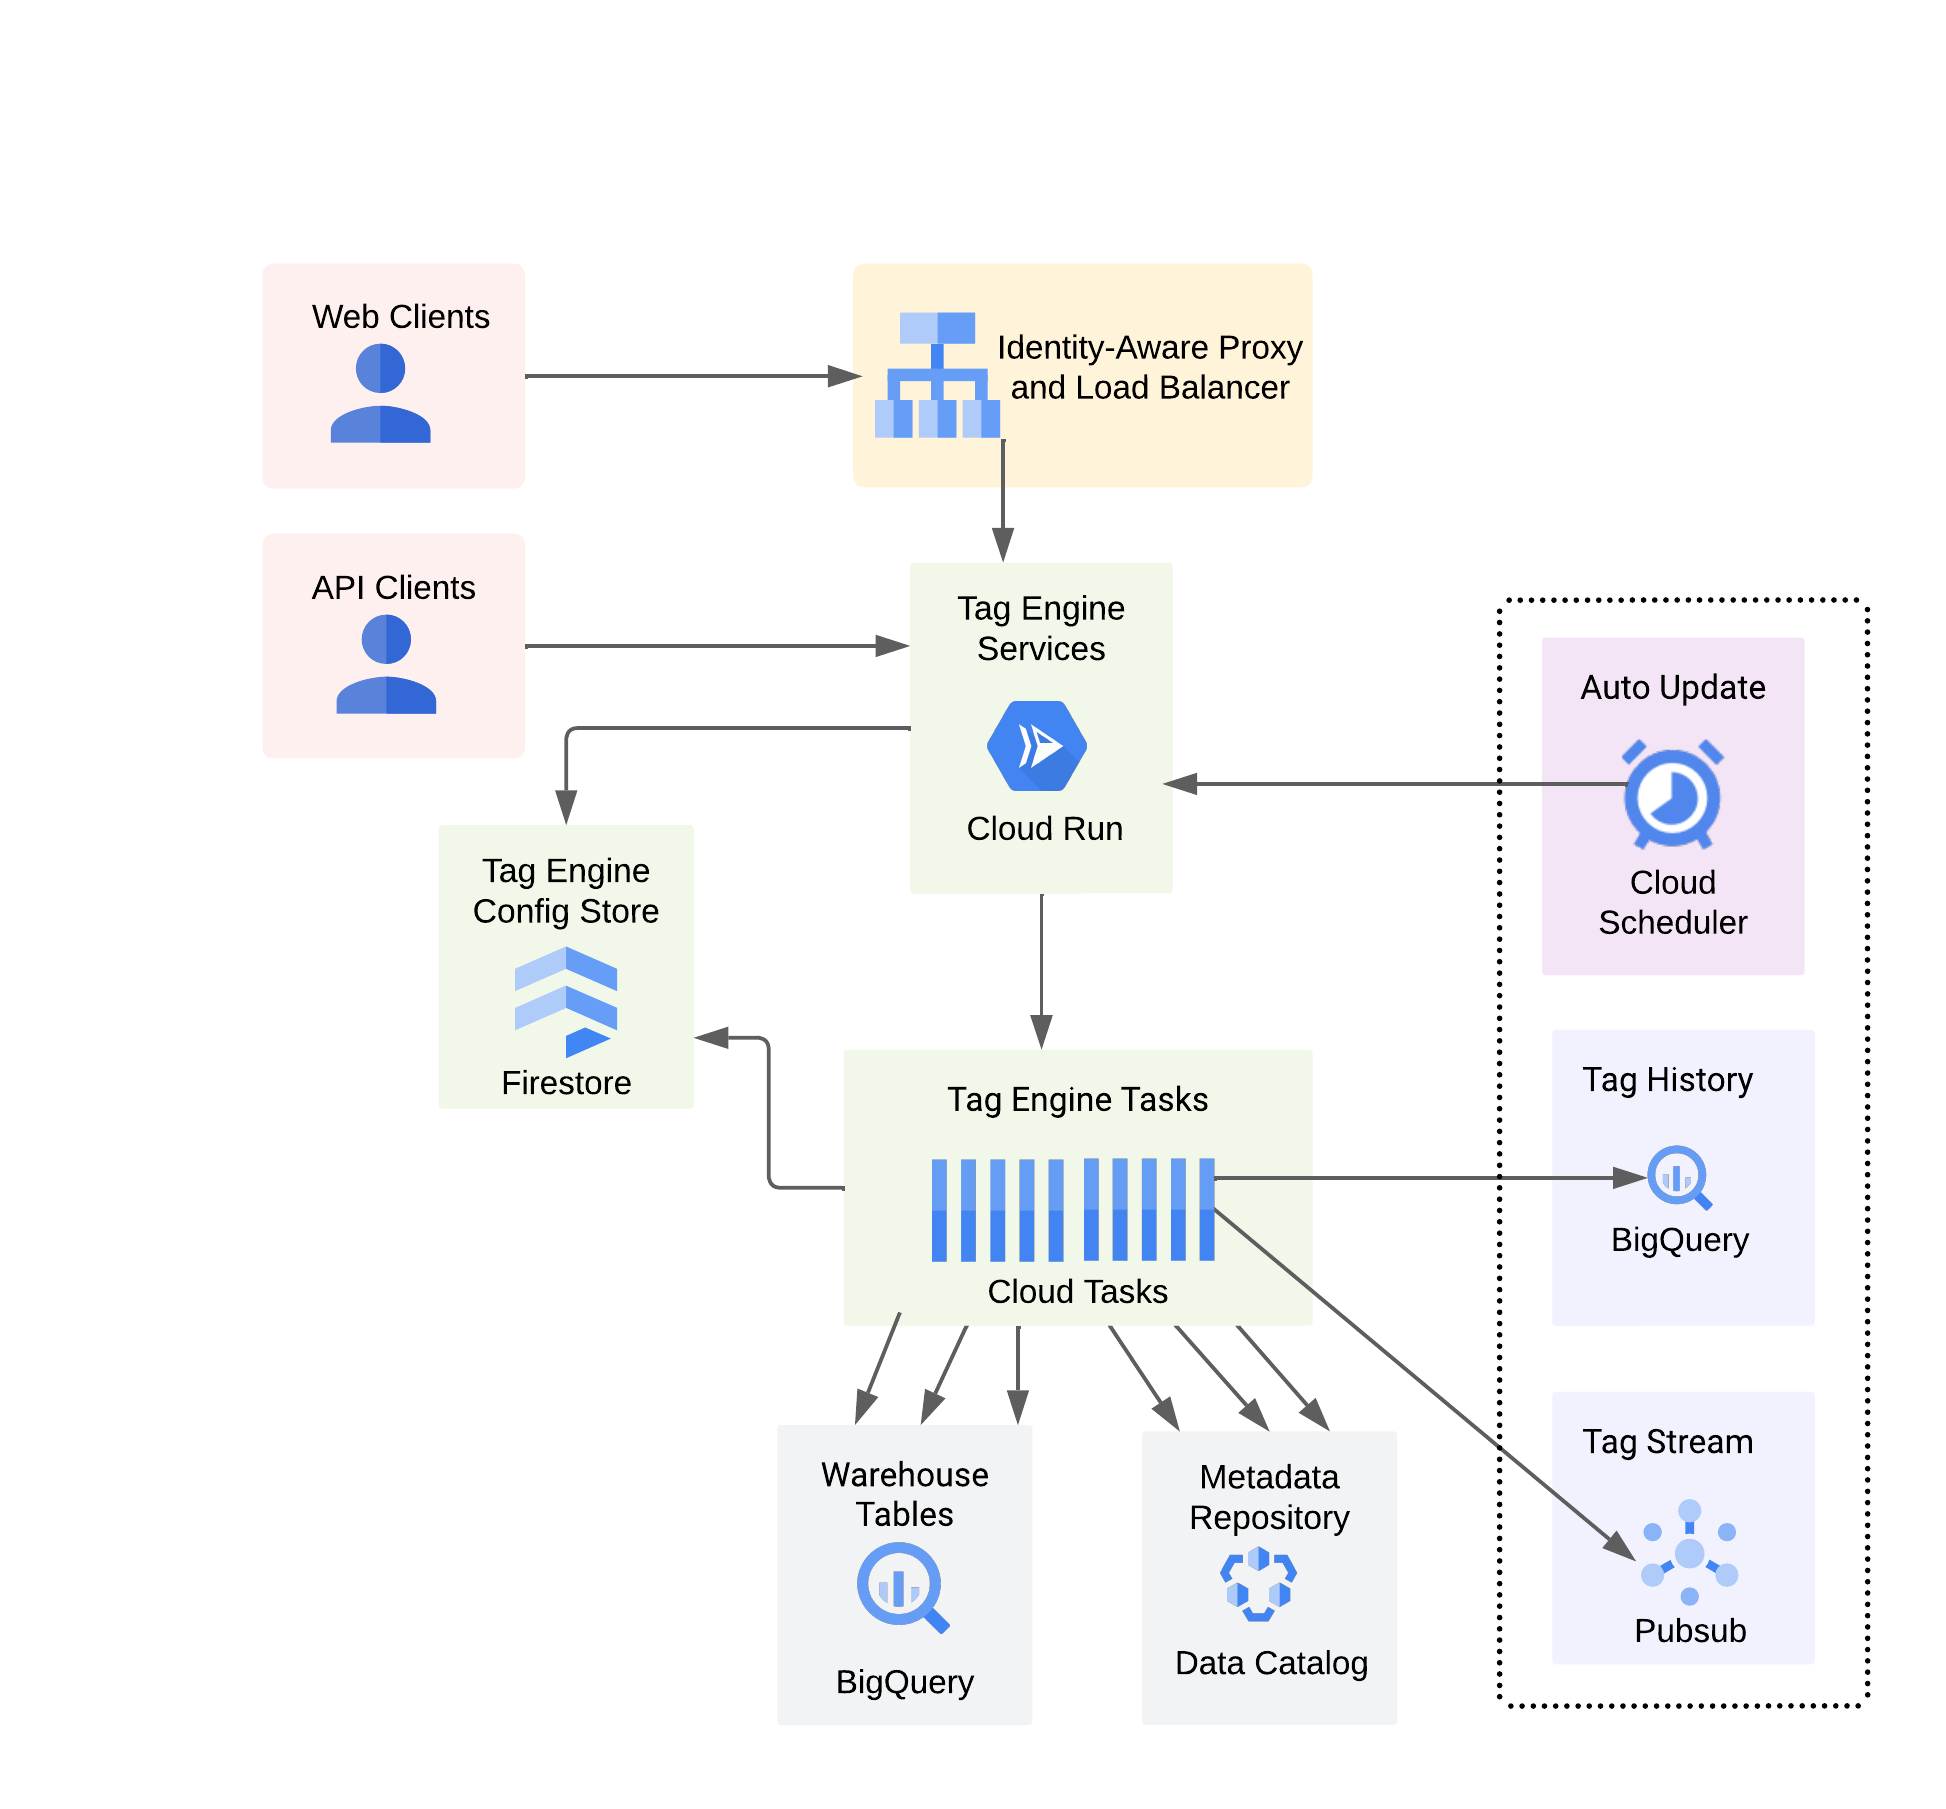 Web Clients
Identity-Aware Proxy
and Load Balancer
API Clients
Tag Engine
Services
Cloud Run
Auto Update
Cloud
Scheduler
Tag Engine
Config Store
Firestore
Tag Engine Tasks
Cloud Tasks
Tag History
BigQuery
Warehouse
Tables
BigQuery
Metadata
Repository
Data Catalog
Tag Stream
Pubsub